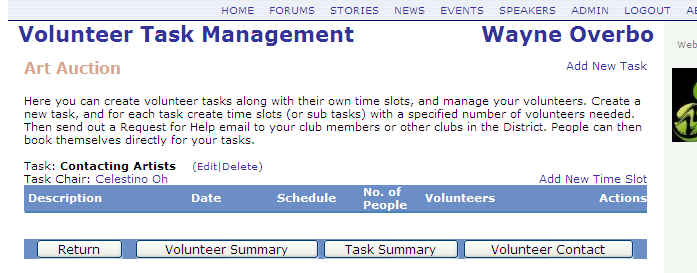 HOME FORUMS STORIES NEWS EVENTS SPEAKERS ADMIN LOGOUT
Volunteer Task Management Wayne Overbo
Web
Art Auction Add New Task
Here you can create volunteer tasks along with their own time slots, and manage your volunteers. Create a
new task, and for each task create time slots (or sub tasks) with a specified number of volunteers needed.
Then send out a Request for Help email to your club members or other clubs in the District. People can then
book themselves directly for your tasks.
Task: Contacting Artists (Edit|Delete)
Task Chair: Celestino Oh Add New Time Slot
Description Date Schedule No. of People Volunteers Actions
Return Volunteer Summary Task Summary Volunteer Contact